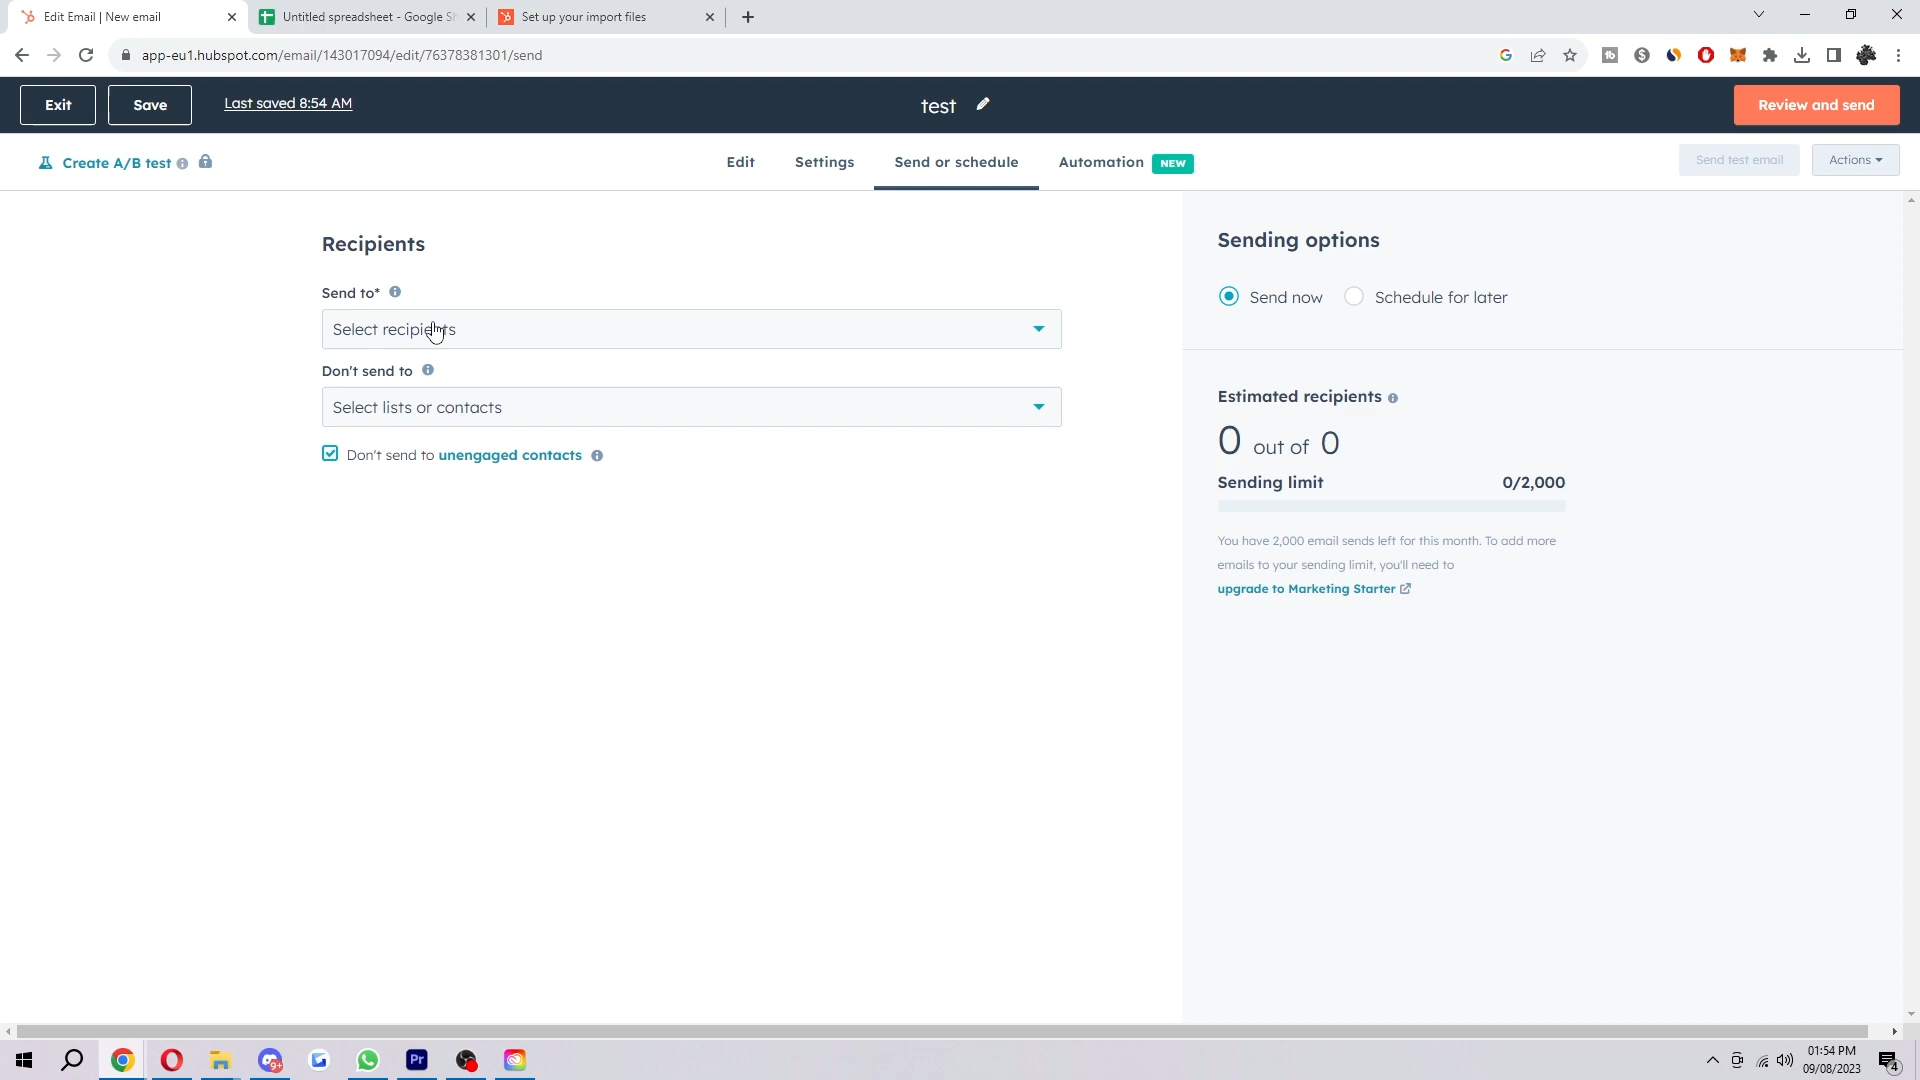 Edit Email | New email
Untitled spreadsheet - Google Sh
Set up your import files
app-eu1.hubspot.com/email/143017094/edit/76378381301/send
Exit
Save
Last saved 8:54 AM
test
Review and send
Create A/B test
Edit
Settings
Send or schedule
Automation
NEW
Send test email
Actions
Recipients
Send to*
Select recipients
Don't send to
Select lists or contacts
Don't send to unengaged contacts
Sending options
Send now
Schedule for later
Estimated recipients
0 out of 0
Sending limit
0/2,000
You have 2,000 email sends left for this month. To add more
emails to your sending limit, you'll need to
upgrade to Marketing Starter
9+
Pr
01:54 PM
09/08/2023
4